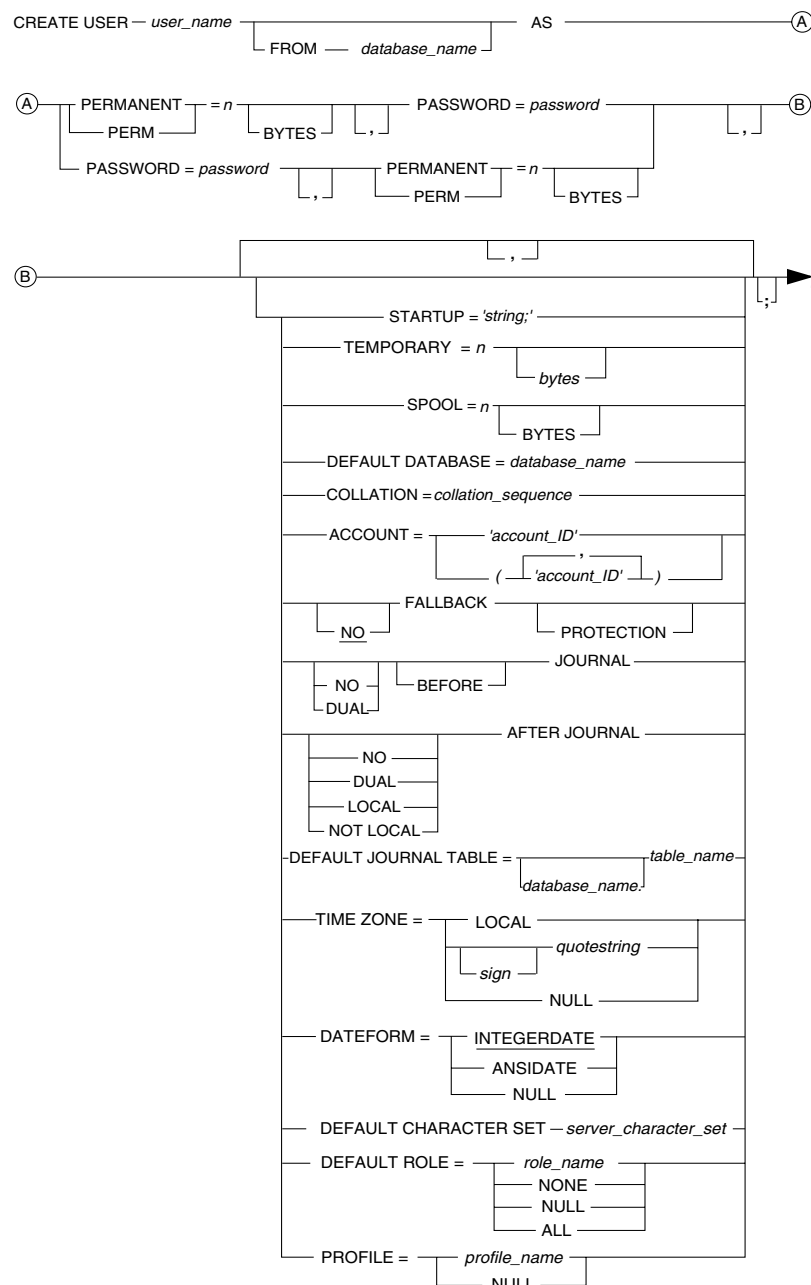 CREATE USER user_name AS A
FROM database_name
A PERMANENT = n PASSWORD = password B
PERM BYTES , ,
PASSWORD = password PERMANENT = n
, PERM BYTES
,
B
;
STARTUP = 'string;'
TEMPORARY = n
bytes
SPOOL = n
BYTES
DEFAULT DATABASE = database_name
COLLATION = collation_sequence
ACCOUNT = 'account_ID'
,
( 'account_ID' )
FALLBACK
NO PROTECTION
JOURNAL
NO BEFORE
DUAL
AFTER JOURNAL
NO
DUAL
LOCAL
NOT LOCAL
DEFAULT JOURNAL TABLE = table_name
database_name.
TIME ZONE = LOCAL
quotestring
sign
NULL
DATEFORM = INTEGERDATE
ANSIDATE
NULL
DEFAULT CHARACTER SET server_character_set
DEFAULT ROLE = role_name
NONE
NULL
ALL
PROFILE = profile_name
NULL